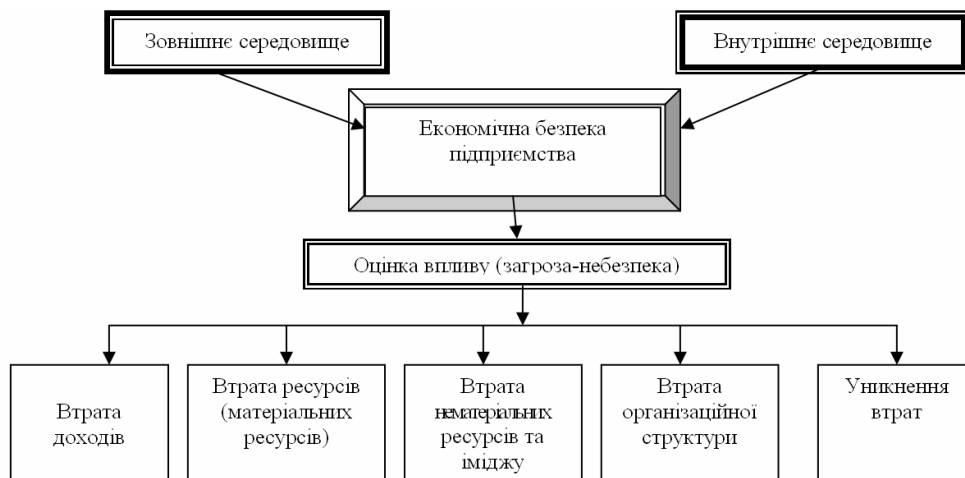 Зовнішнє середовище
Внутрішнє середовище
Економічна безпека
підприємства
Оцінка впливу (загроза-небезпека)
Втрата
доходів
Втрата ресурсів
(матеріальних
ресурсів)
Втрата
нематеріальних
ресурсів та
іміджу
Втрата
організаційної
структури
Уникнення
втрат